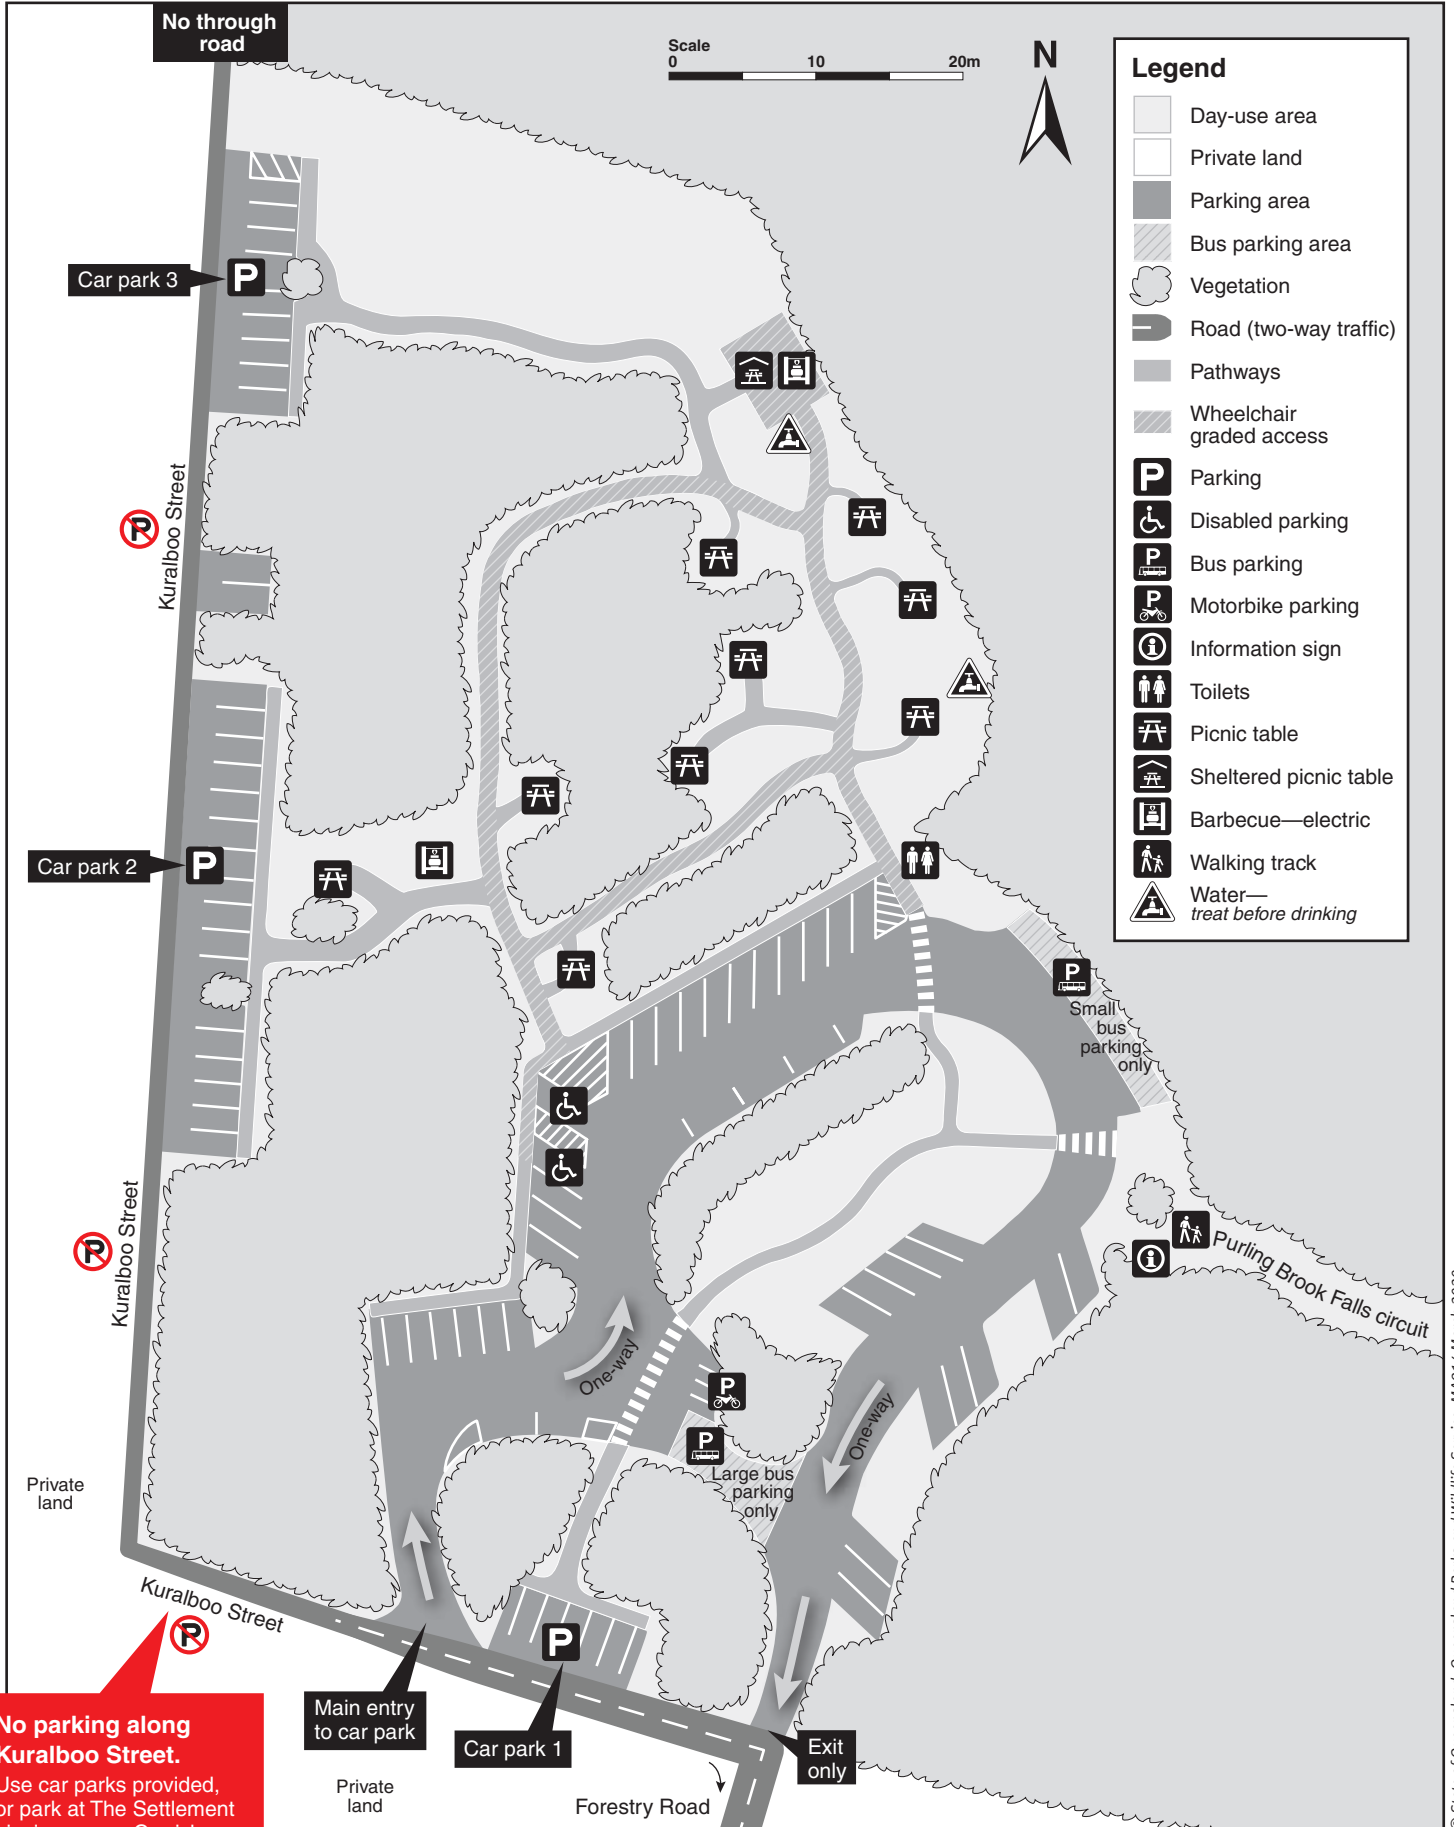 No through
road
Scale
0 10 20m
N
Legend
Day-use area
Private land
Parking area
Bus parking area
Vegetation
Road (two-way traffic)
Pathways
Wheelchair
graded access
Parking
Disabled parking
Bus parking
Motorbike parking
Information sign
Toilets
Picnic table
Sheltered picnic table
Barbecue—electric
Walking track
Water—
treat before drinking
Car park 3
P
Kuralboo Street
P
Car park 2
P
P
Small
bus
parking
only
Kuralboo Street
P
Purling Brook Falls circuit
One-way
P
P
Large bus
parking
only
One-way
Private
land
Kuralboo Street
P
P
No parking along
Kuralboo Street.
Use car parks provided,
or park at The Settlement
Main entry
to car park
Car park 1
Exit
only
Private
land
Forestry Road